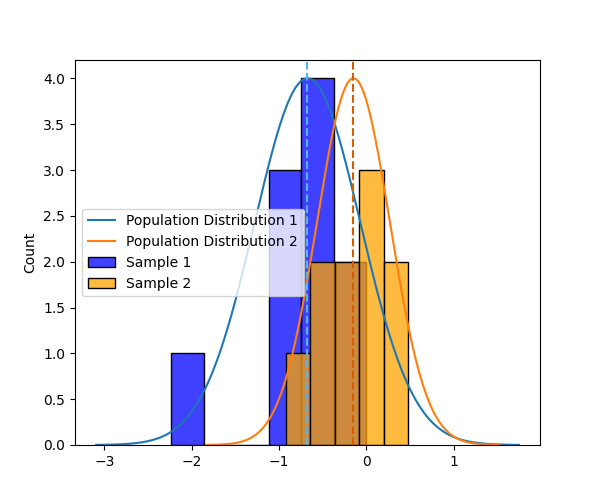 4.0
3.5
3.0
2.5
2.0
1.5
1.0
0.5
0.0
Count
Population Distribution 1
Population Distribution 2
Sample 1
Sample 2
−3 −2 −1 0 1